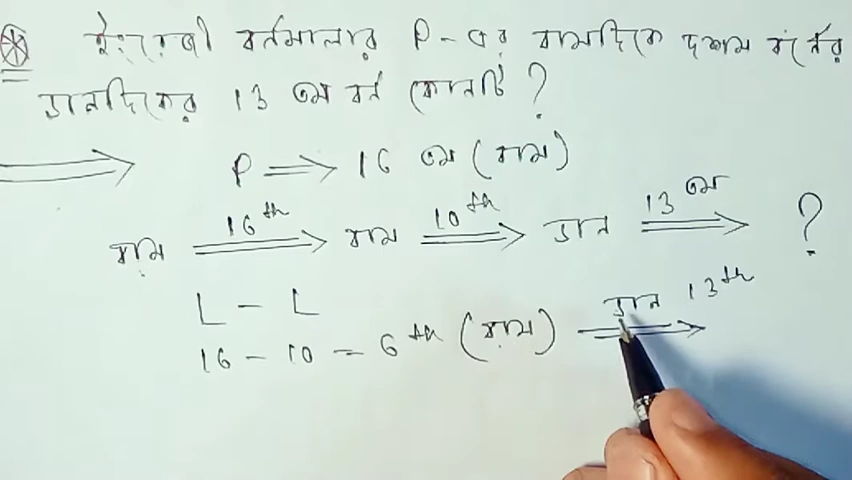 ইংরেজী বর্নমালার P-এর বামদিকে দশম বর্নের
ডানদিকের 13 তম বর্ন কোনটি?
P ⟹ 16 তম (বাম)
বাম 16th ⟹ বাম 10th ⟹ ডান 13 তম ⟹ ?
L - L
16 - 10 = 6th (বাম) ডান 13th ⟹